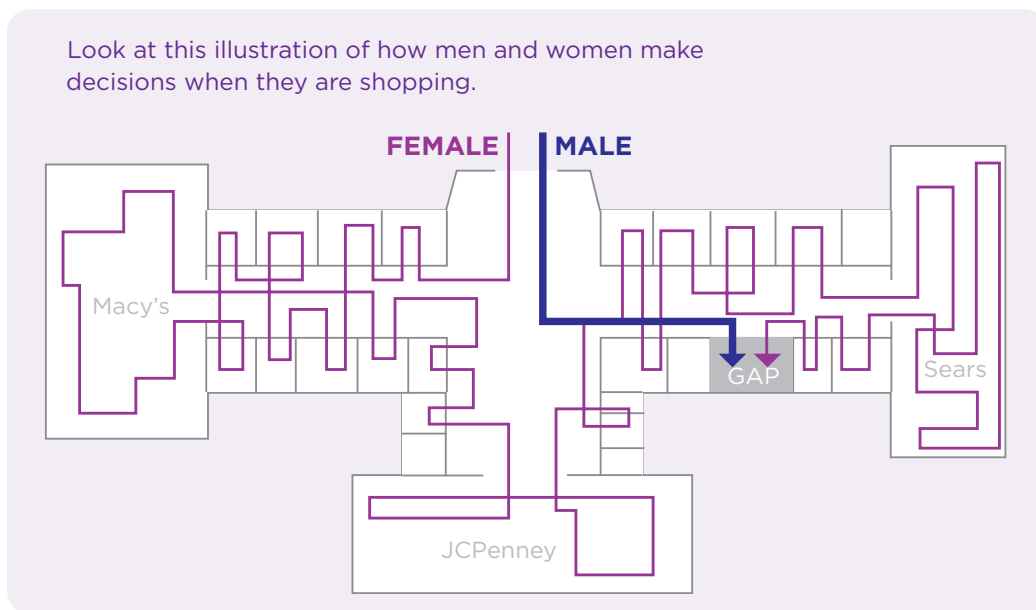 Look at this illustration of how men and women make
decisions when they are shopping.
FEMALE MALE
Macy's
GAP
Sears
JCPenney